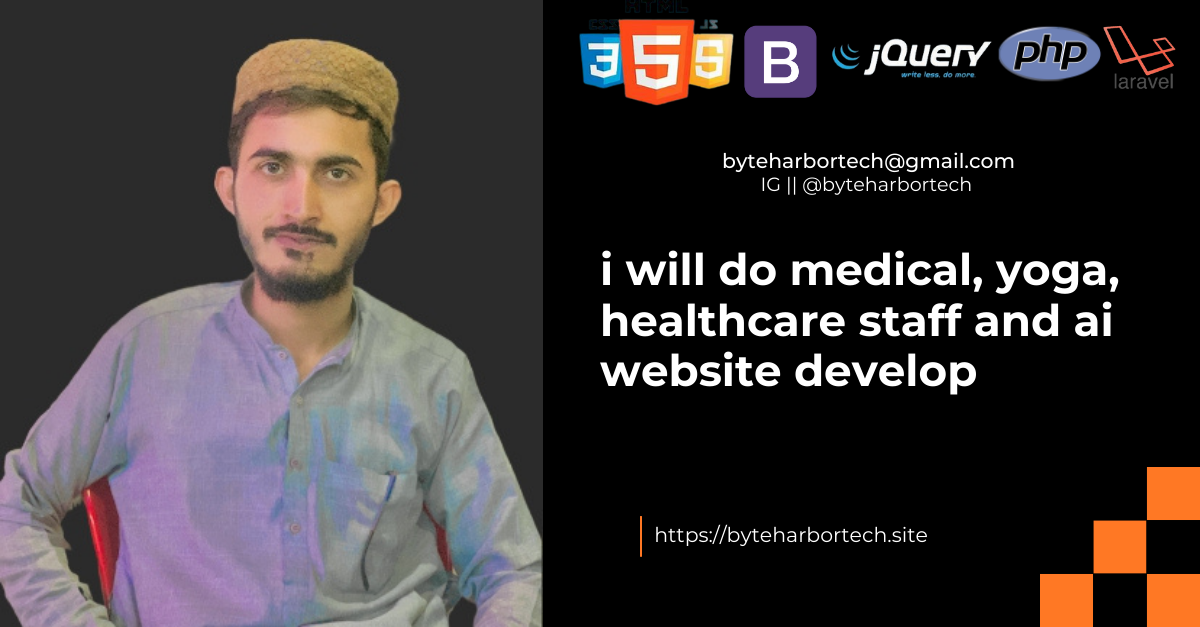 HTML
CSS
JS
3
5
S
B
jQuery
write less, do more.
php
laravel
byteharbortech@gmail.com
IG || @byteharbortech
i will do medical, yoga,
healthcare staff and ai
website develop
https://byteharbortech.site